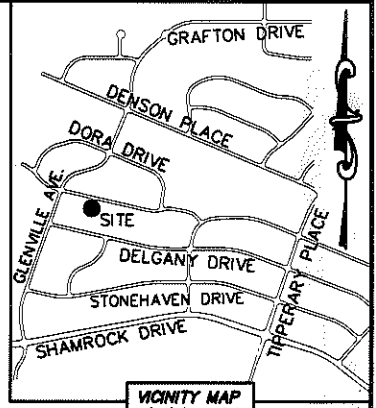 GRAFTON DRIVE
DENSON PLACE
DORA DRIVE
GLENVILLE AVE.
SITE
DELGANY DRIVE
TIPPERARY PLACE
STONEHAVEN DRIVE
SHAMROCK DRIVE
VICINITY MAP